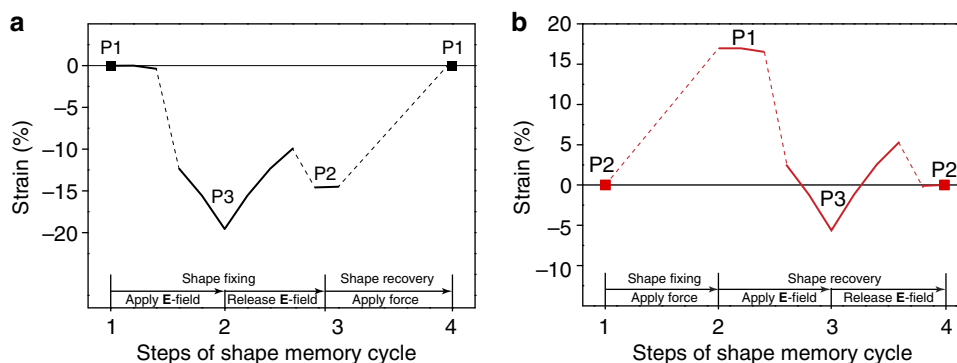 a
P1
P1
0
−5
−10
−15
−20
Strain (%)
P3
P2
Shape fixing
Shape recovery
Apply E-field
Release E-field
Apply force
1
2
3
4
Steps of shape memory cycle
b
20
15
10
5
0
−5
−10
Strain (%)
P1
P2
P3
P2
Shape fixing
Shape recovery
Apply force
Apply E-field
Release E-field
1
2
3
4
Steps of shape memory cycle